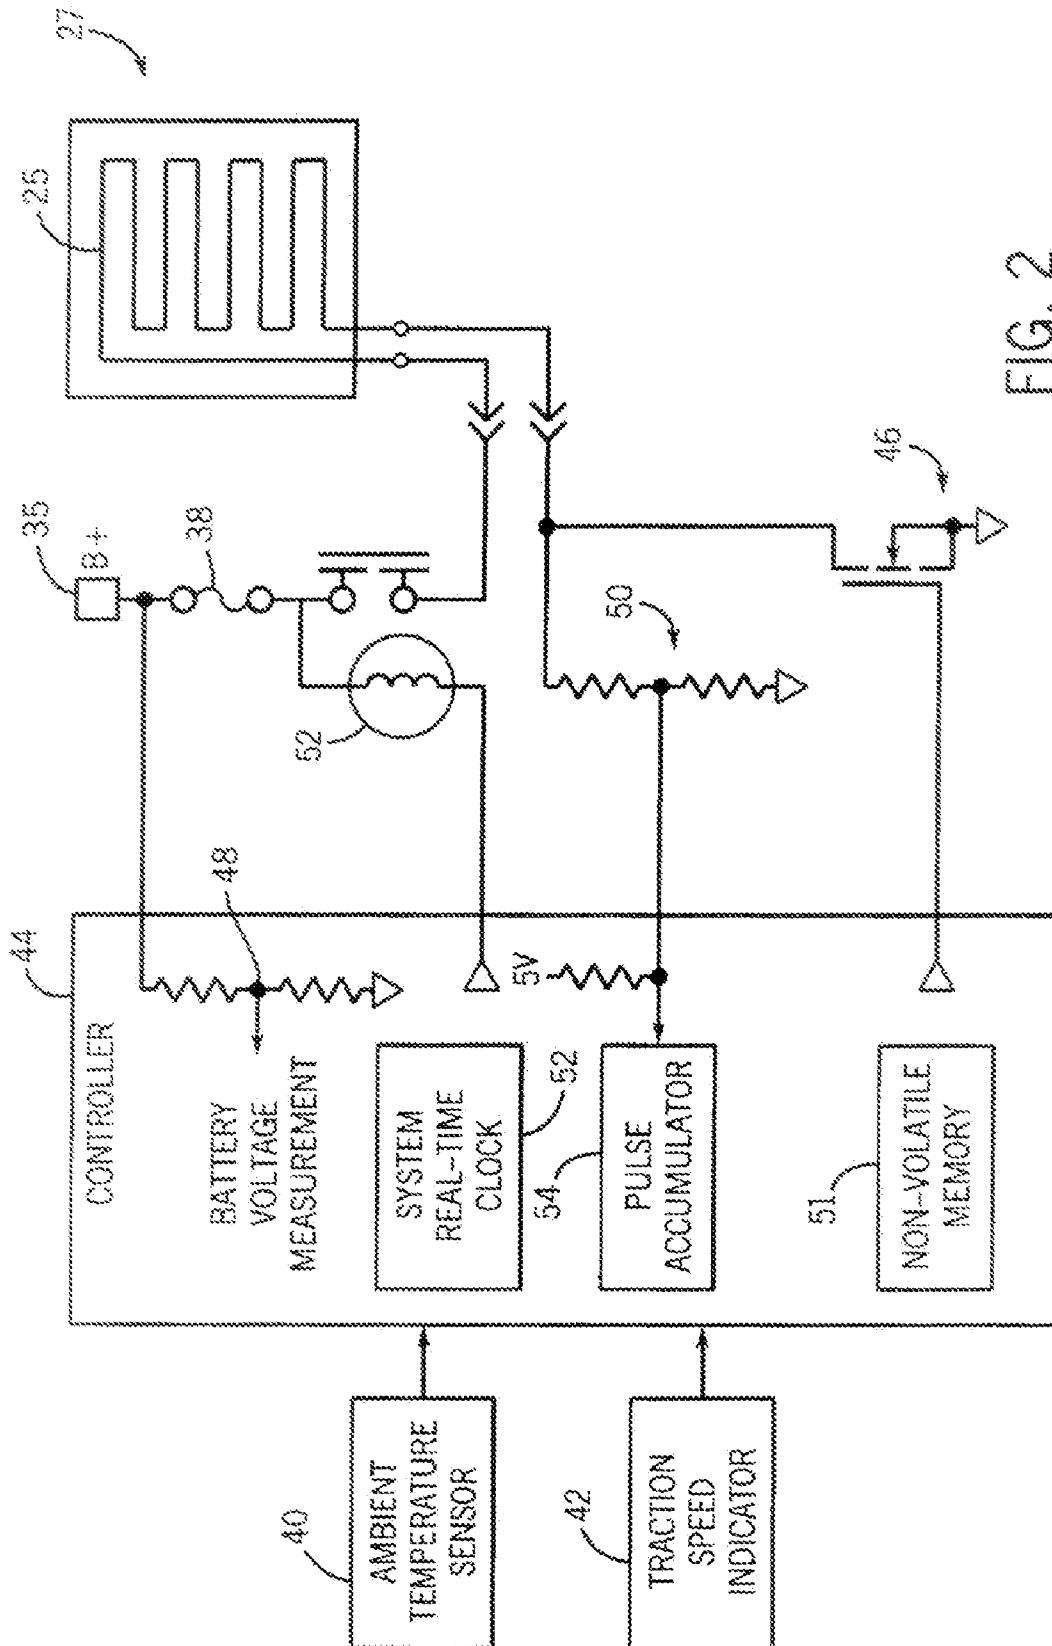 27
25
35
B+
38
52
50
46
44
CONTROLLER
48
BATTERY
VOLTAGE
MEASUREMENT
SYSTEM
REAL-TIME
CLOCK
52
5V
54
PULSE
ACCUMULATOR
51
NON-VOLATILE
MEMORY
40
AMBIENT
TEMPERATURE
SENSOR
42
TRACTION
SPEED
INDICATOR
FIG. 2